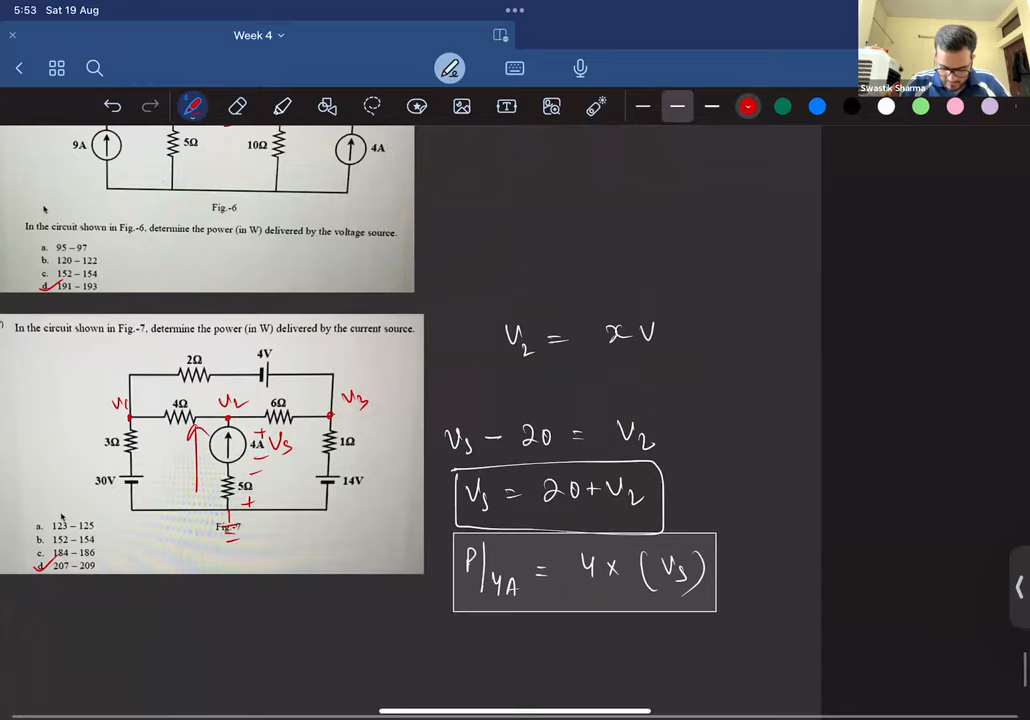 5:53 Sat 19 Aug
Week 4
Swastik Sharma
9A
5Ω
10Ω
4A
Fig.-6
In the circuit shown in Fig.-6, determine the power (in W) delivered by the voltage source.
a. 95 – 97
b. 120 – 122
c. 152 – 154
d. 191 – 193
) In the circuit shown in Fig.-7, determine the power (in W) delivered by the current source.
2Ω
4V
V1
4Ω
V2
6Ω
V3
3Ω
+
4A
Vs
1Ω
-
-
30V
5Ω
14V
+
Fig.-7
a. 123 – 125
b. 152 – 154
c. 184 – 186
d. 207 – 209
V2 = x V
Vs - 20 = V2
Vs = 20 + V2
P/4A = 4 × (Vs)